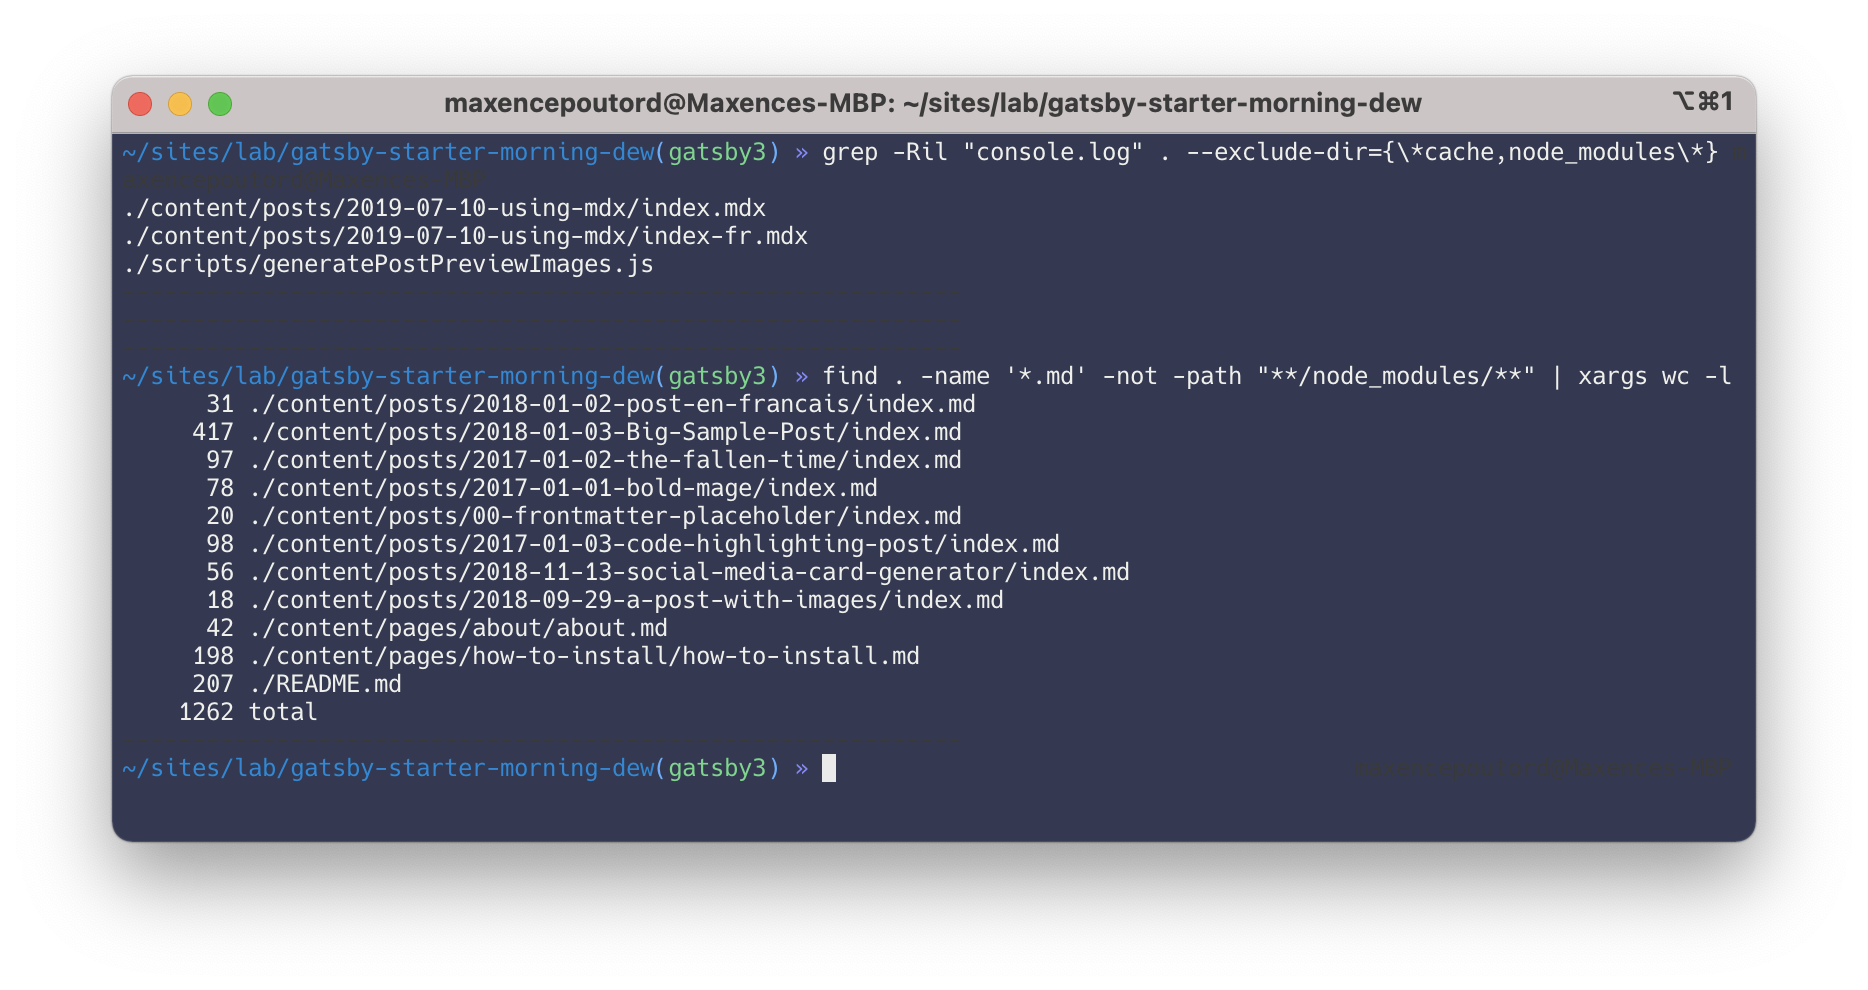 maxencepoutord@Maxences-MBP: ~/sites/lab/gatsby-starter-morning-dew ⌥⌘1
~/sites/lab/gatsby-starter-morning-dew(gatsby3) » grep -Ril "console.log" . --exclude-dir={\*cache,node_modules\*} m
axencepoutord@Maxences-MBP
./content/posts/2019-07-10-using-mdx/index.mdx
./content/posts/2019-07-10-using-mdx/index-fr.mdx
./scripts/generatePostPreviewImages.js
~/sites/lab/gatsby-starter-morning-dew(gatsby3) » find . -name '*.md' -not -path "**/node_modules/**" | xargs wc -l
31 ./content/posts/2018-01-02-post-en-francais/index.md
417 ./content/posts/2018-01-03-Big-Sample-Post/index.md
97 ./content/posts/2017-01-02-the-fallen-time/index.md
78 ./content/posts/2017-01-01-bold-mage/index.md
20 ./content/posts/00-frontmatter-placeholder/index.md
98 ./content/posts/2017-01-03-code-highlighting-post/index.md
56 ./content/posts/2018-11-13-social-media-card-generator/index.md
18 ./content/posts/2018-09-29-a-post-with-images/index.md
42 ./content/pages/about/about.md
198 ./content/pages/how-to-install/how-to-install.md
207 ./README.md
1262 total
~/sites/lab/gatsby-starter-morning-dew(gatsby3) » maxencepoutord@Maxences-MBP